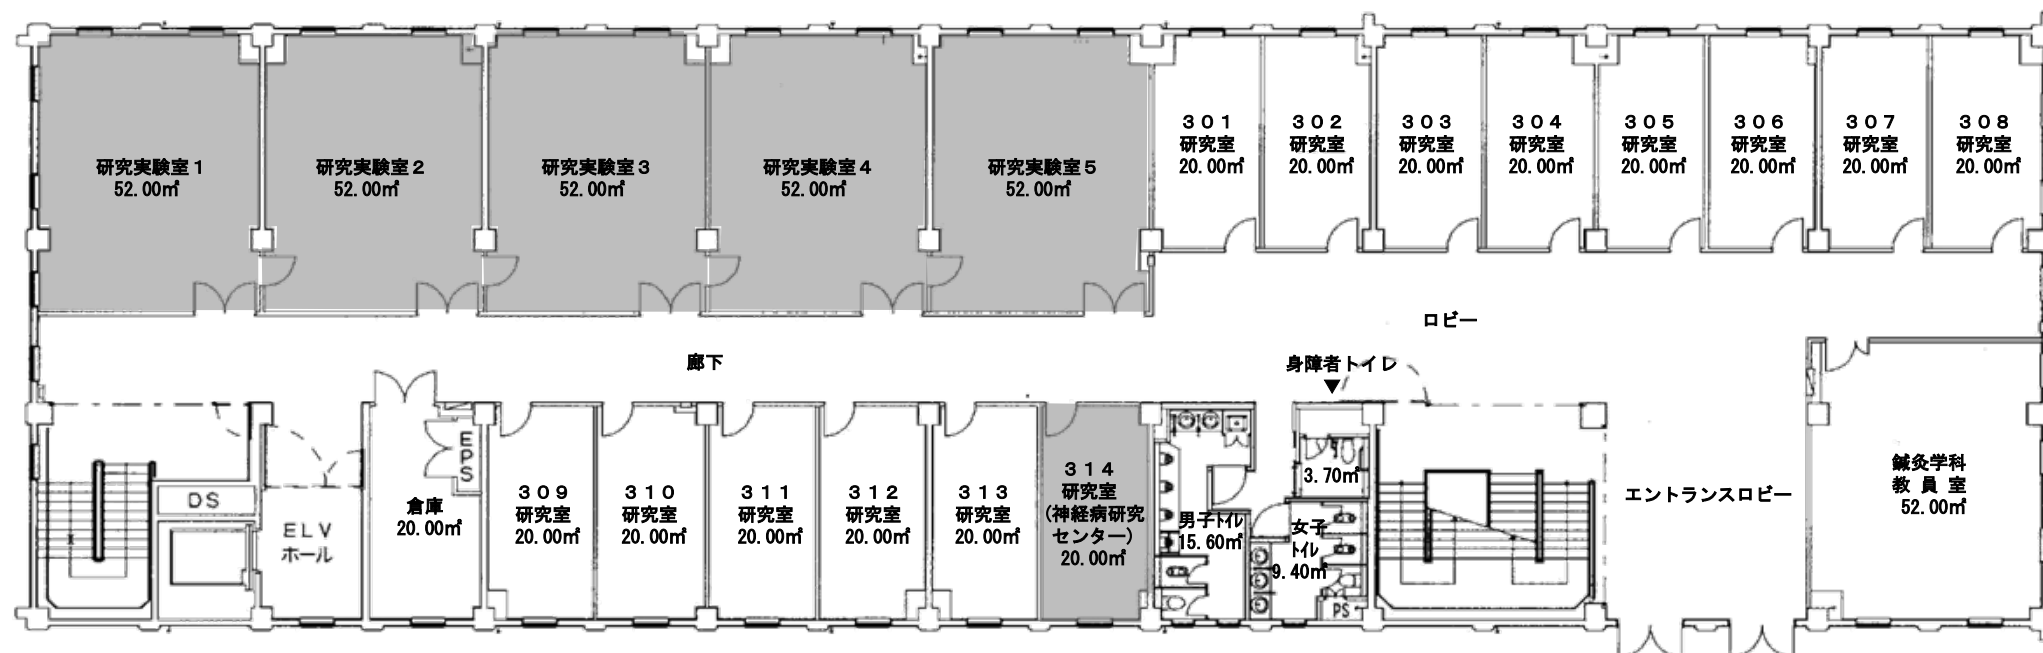 研究実験室1
52.00㎡
研究実験室2
52.00㎡
研究実験室3
52.00㎡
研究実験室4
52.00㎡
研究実験室5
52.00㎡
301
研究室
20.00㎡
302
研究室
20.00㎡
303
研究室
20.00㎡
304
研究室
20.00㎡
305
研究室
20.00㎡
306
研究室
20.00㎡
307
研究室
20.00㎡
308
研究室
20.00㎡
ロビー
廊下
身障者トイレ
▼
DS
ELV
ホール
倉庫
20.00㎡
EPS
309
研究室
20.00㎡
310
研究室
20.00㎡
311
研究室
20.00㎡
312
研究室
20.00㎡
313
研究室
20.00㎡
314
研究室
(神経病研究
センター)
20.00㎡
男子トイレ
15.60㎡
3.70㎡
女子
トイレ
9.40㎡
PS
エントランスロビー
鍼灸学科
教員室
52.00㎡